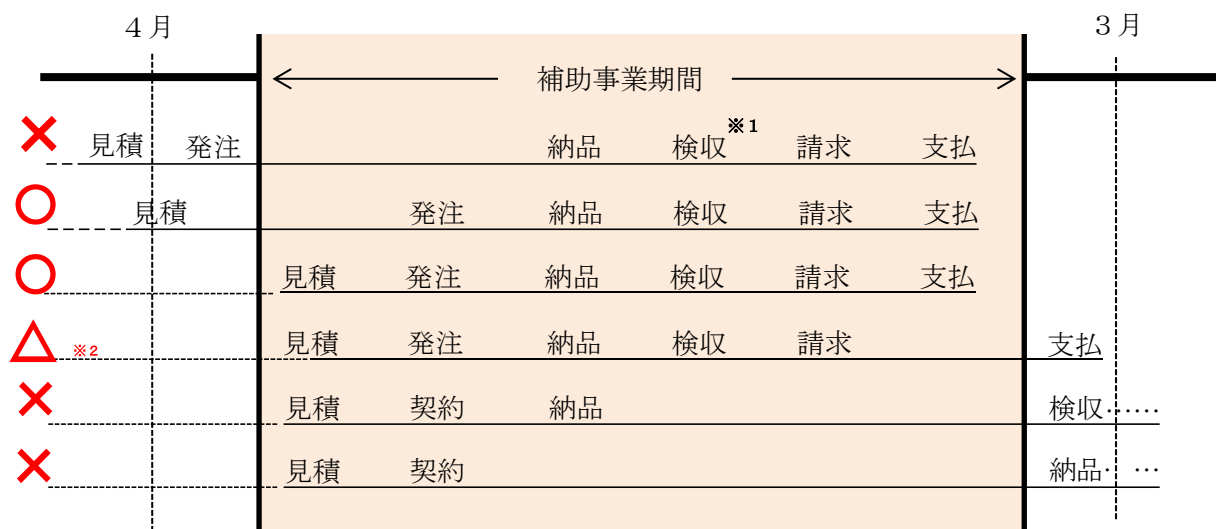 ４月 ３月
補助事業期間
× 見積 発注 納品 検収※1 請求 支払
○ 見積 発注 納品 検収 請求 支払
○ 見積 発注 納品 検収 請求 支払
△ ※2 見積 発注 納品 検収 請求 支払
× 見積 契約 納品 検収……
× 見積 契約 納品… …